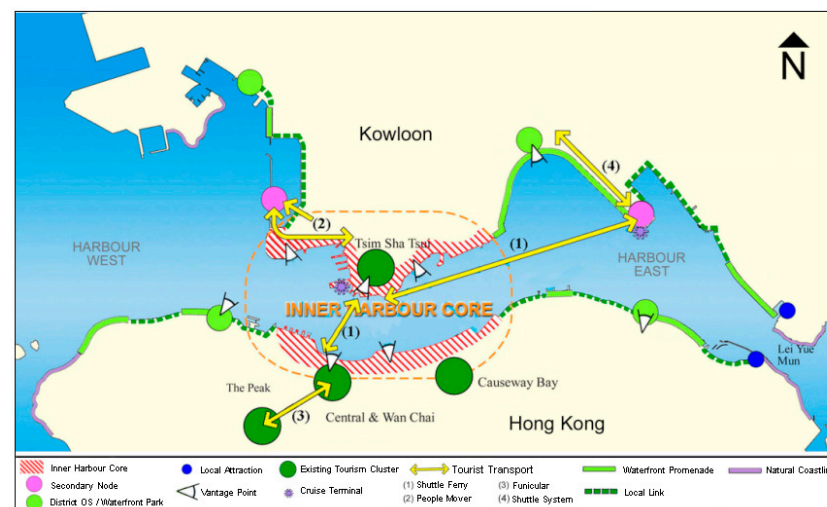 N
Kowloon
(4)
(2)
Tsim Sha Tsui
(1)
HARBOUR
WEST
HARBOUR
EAST
INNER HARBOUR CORE
(1)
Lei Yue
Mun
The Peak
Causeway Bay
(3)
Central & Wan Chai
Hong Kong
Inner Harbour Core
Local Attraction
Existing Tourism Cluster
Tourist Transport
Waterfront Promenade
Natural Coastlin
Secondary Node
Vantage Point
Cruise Terminal
(1) Shuttle Ferry
(3) Funicular
Local Link
District OS / Waterfront Park
(2) People Mover
(4) Shuttle System